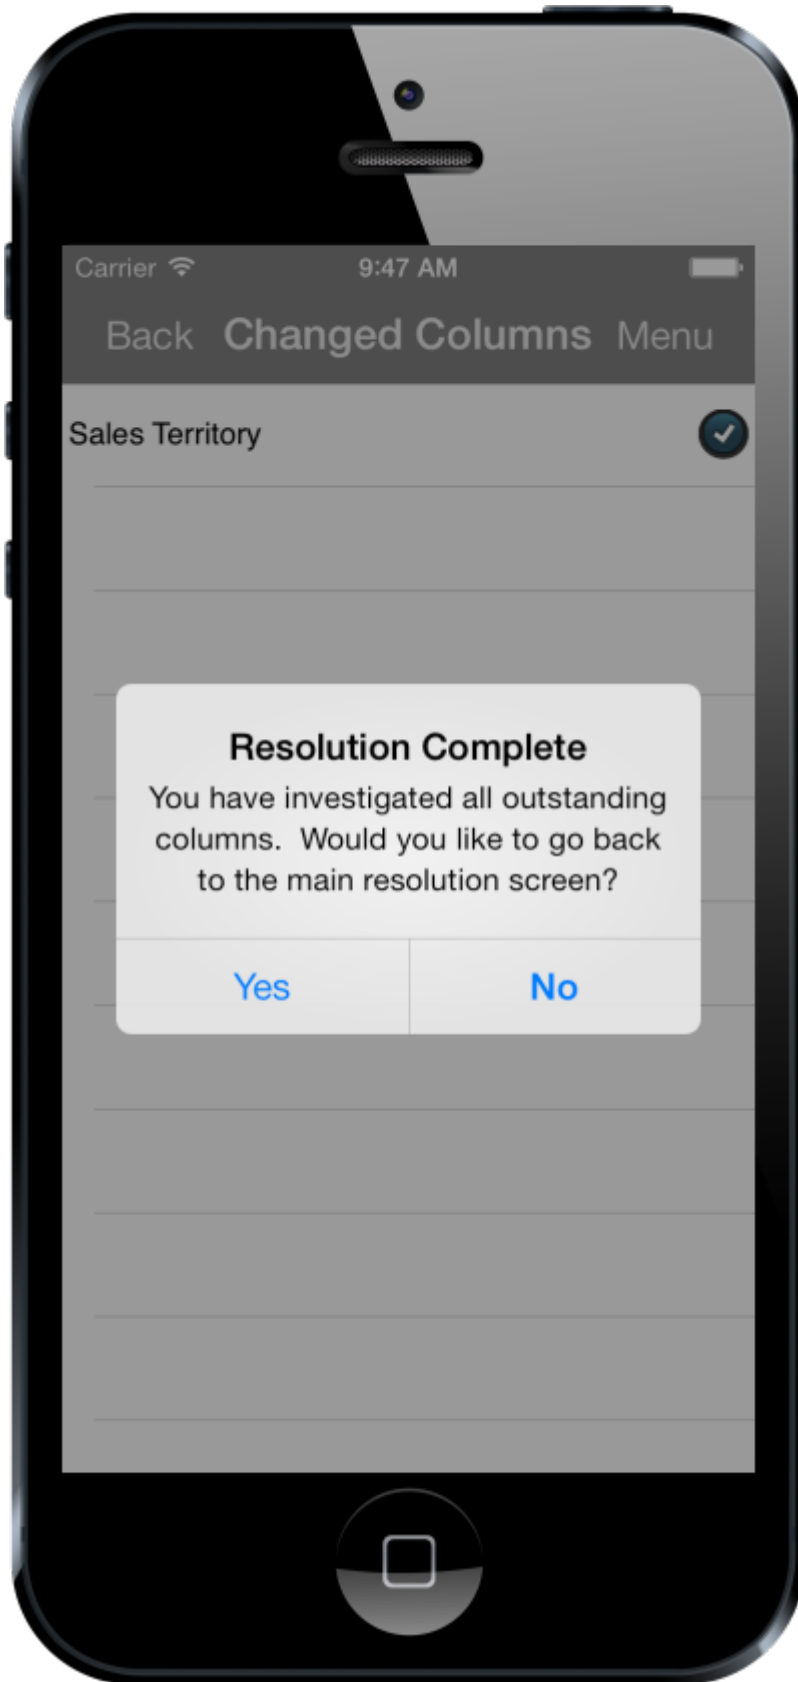 Carrier 9:47 AM
Back Changed Columns Menu
Sales Territory
Resolution Complete
You have investigated all outstanding
columns.  Would you like to go back
to the main resolution screen?
Yes No